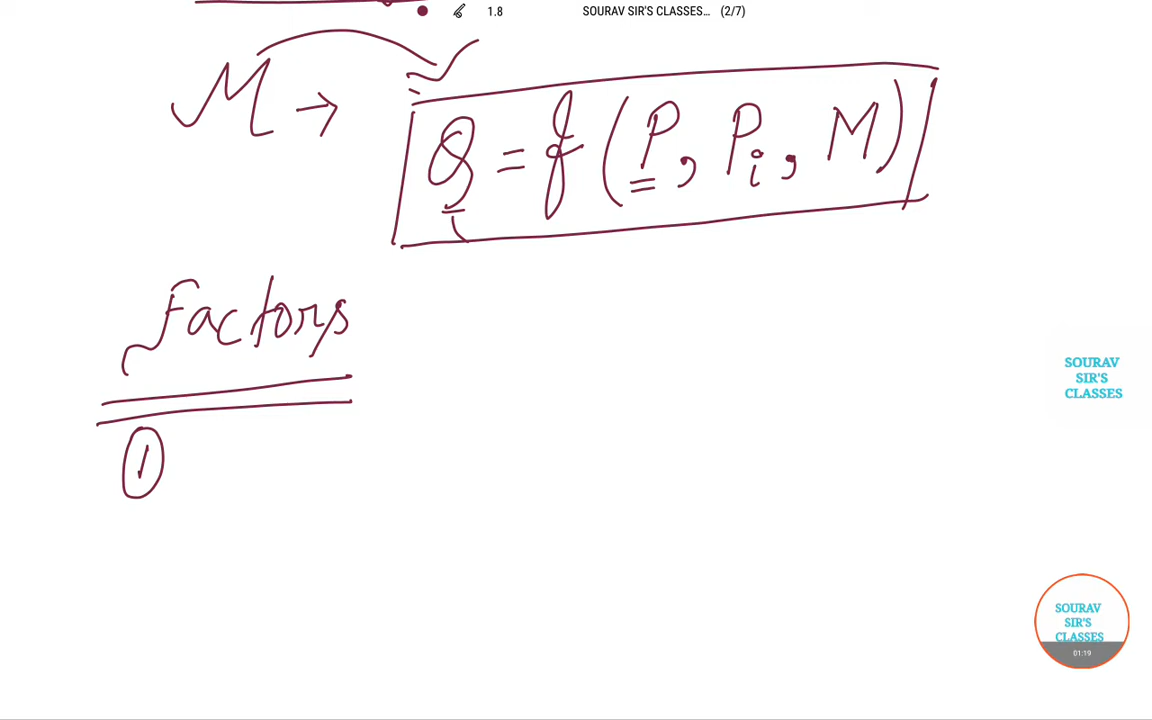 1.8 SOURAV SIR'S CLASSES... (2/7)
M → Q = f (P, Pi, M)
Factors
①
SOURAV
SIR'S
CLASSES
SOURAV
SIR'S
CLASSES
01:19